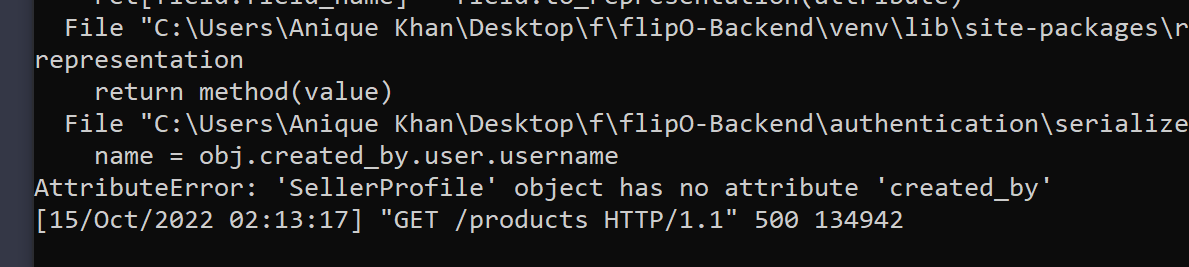 ret[field.field_name] = field.to_representation(attribute)
File "C:\Users\Anique Khan\Desktop\f\flipO-Backend\venv\lib\site-packages\r
representation
return method(value)
File "C:\Users\Anique Khan\Desktop\f\flipO-Backend\authentication\serialize
name = obj.created_by.user.username
AttributeError: 'SellerProfile' object has no attribute 'created_by'
[15/Oct/2022 02:13:17] "GET /products HTTP/1.1" 500 134942